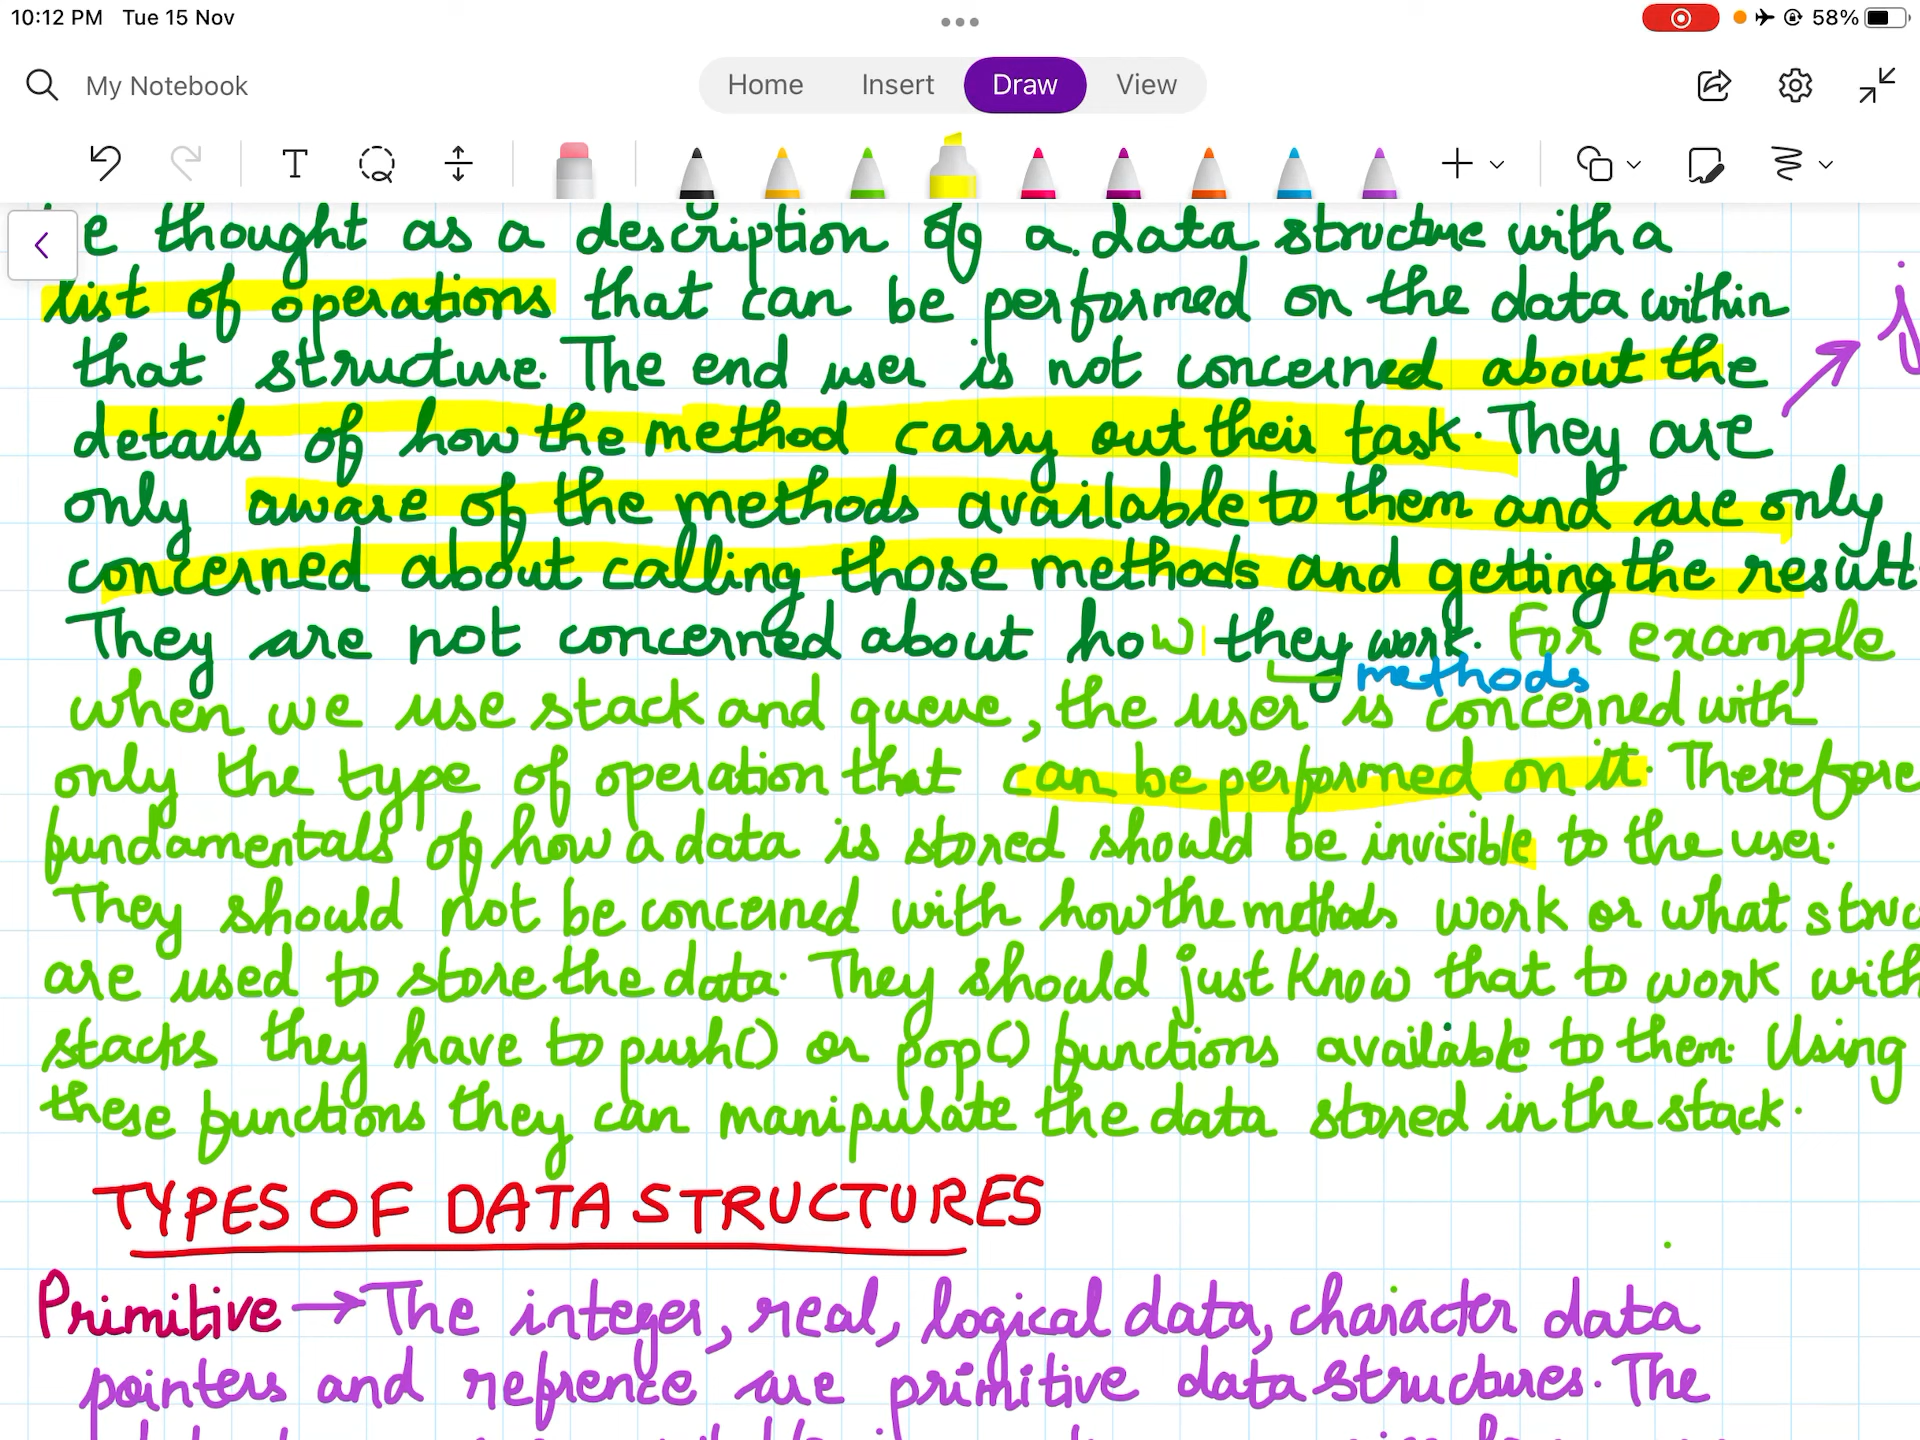 10:12 PM Tue 15 Nov
58%
My Notebook
Home Insert Draw View
T
e thought as a description of a data structure with a
list of operations that can be performed on the data within
that structure. The end user is not concerned about the
details of how the method carry out their task. They are
only aware of the methods available to them and are only
concerned about calling those methods and getting the result.
They are not concerned about how they work. For example
methods
when we use stack and queue, the user is concerned with
only the type of operation that can be performed on it. Therefore
fundamentals of how a data is stored should be invisible to the user.
They should not be concerned with how the methods work or what struc
are used to store the data. They should just know that to work with
stacks they have to push() or pop() functions available to them. Using
these functions they can manipulate the data stored in the stack.
TYPES OF DATA STRUCTURES
Primitive → The integer, real, logical data, character data
pointers and refrence are primitive data structures. The